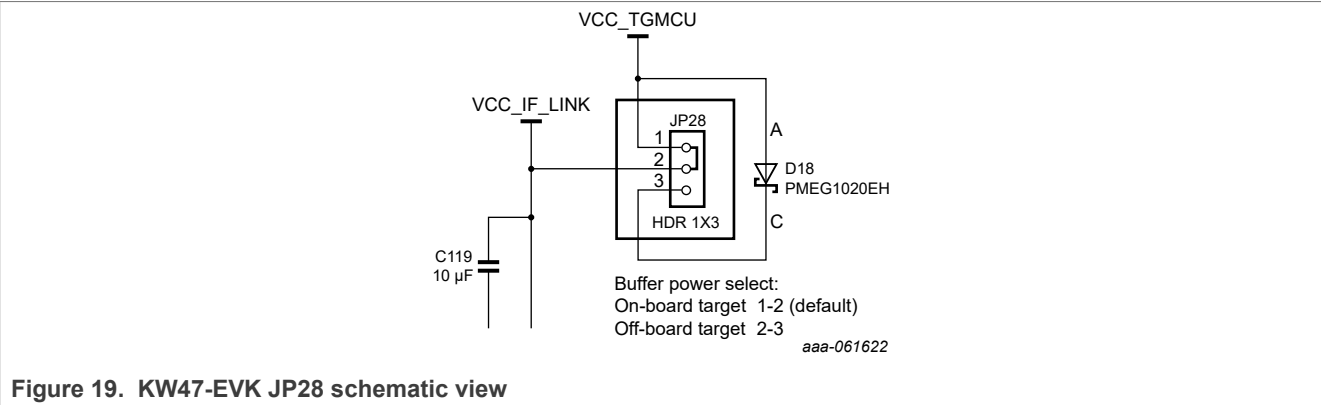 VCC_TGMCU
VCC_IF_LINK
JP28
1
2
3
HDR 1X3
A
D18
PMEG1020EH
C
C119
10 µF
Buffer power select:
On-board target 1-2 (default)
Off-board target 2-3
aaa-061622
Figure 19. KW47-EVK JP28 schematic view